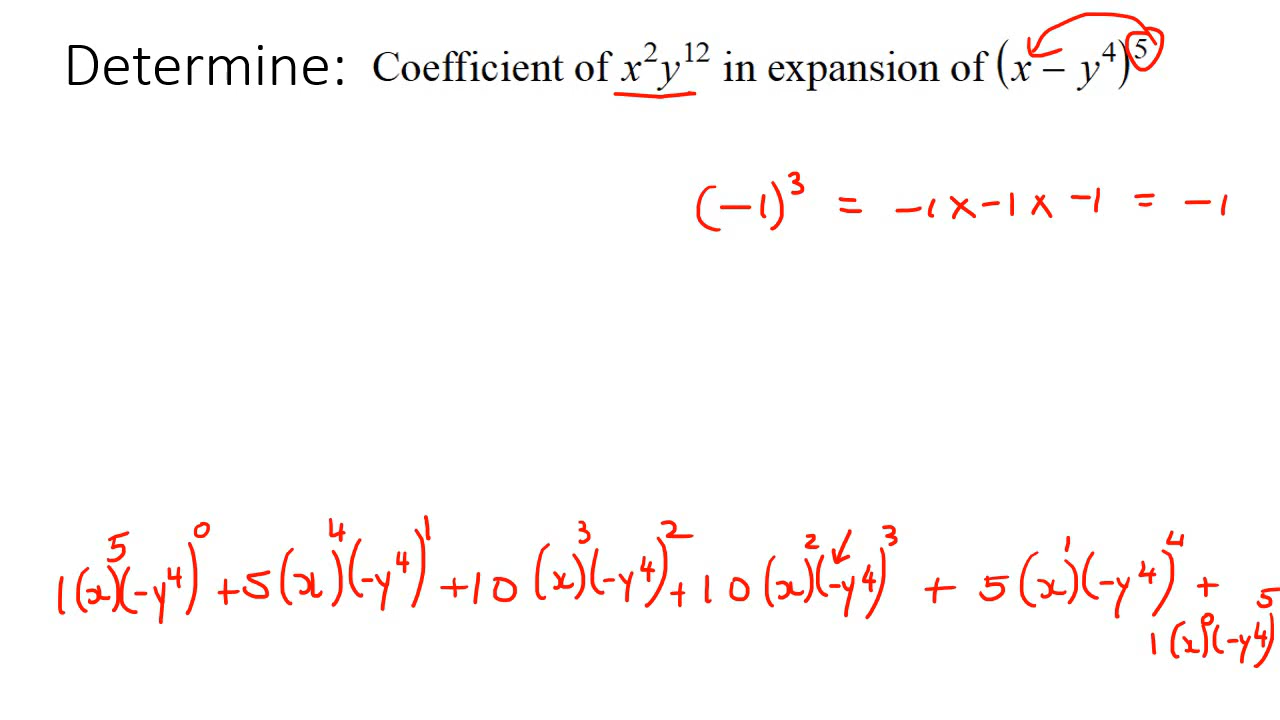 Determine: Coefficient of x²y¹² in expansion of (x − y⁴)⁵
(−1)³ = −1 × −1 × −1 = −1
1(x)⁵(−y⁴)⁰ + 5(x)⁴(−y⁴)¹ + 10(x)³(−y⁴)² + 10(x)²(−y⁴)³ + 5(x)¹(−y⁴)⁴ +
1(x)⁰(−y⁴)⁵